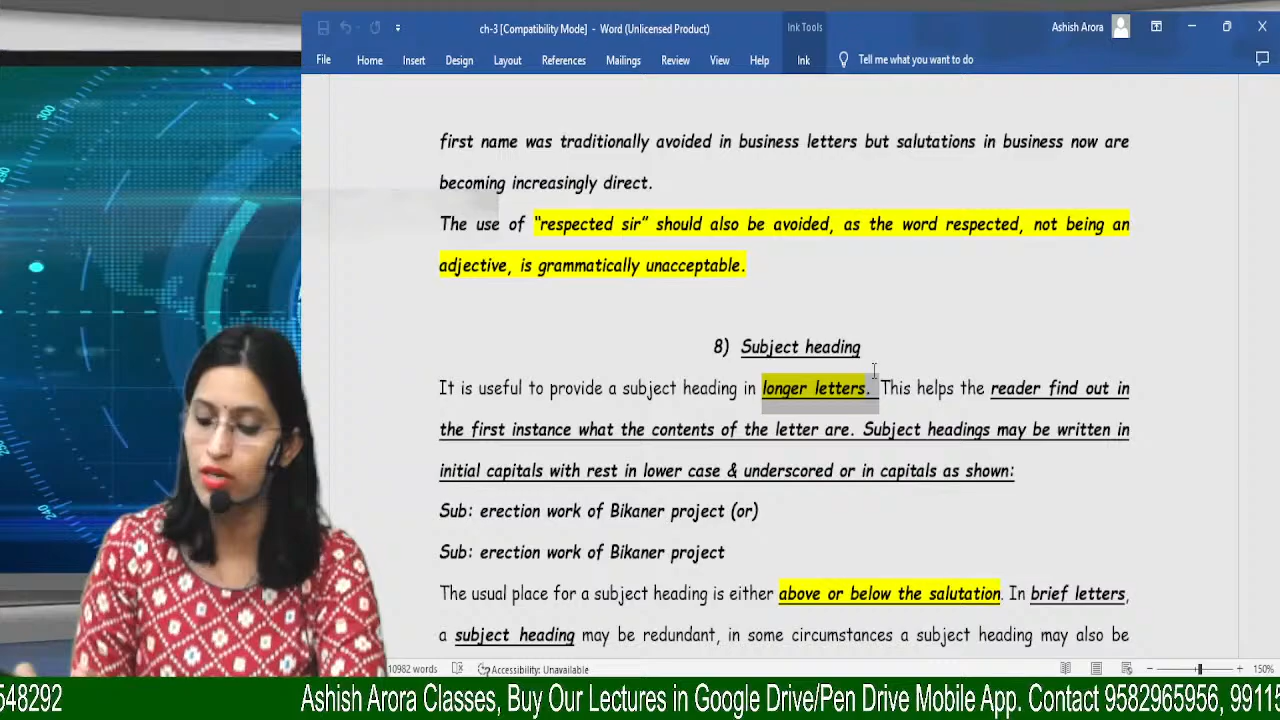 ch-3 [Compatibility Mode] - Word (Unlicensed Product)
Ink Tools
Ashish Arora
File Home Insert Design Layout References Mailings Review View Help Ink Tell me what you want to do
first name was traditionally avoided in business letters but salutations in business now are
becoming increasingly direct.
The use of “respected sir” should also be avoided, as the word respected, not being an
adjective, is grammatically unacceptable.
8) Subject heading
It is useful to provide a subject heading in longer letters. This helps the reader find out in
the first instance what the contents of the letter are. Subject headings may be written in
initial capitals with rest in lower case & underscored or in capitals as shown:
Sub: erection work of Bikaner project (or)
Sub: erection work of Bikaner project
The usual place for a subject heading is either above or below the salutation. In brief letters,
a subject heading may be redundant, in some circumstances a subject heading may also be
10982 words Accessibility: Unavailable 150%
548292 Ashish Arora Classes, Buy Our Lectures in Google Drive/Pen Drive Mobile App. Contact 9582965956, 99115
300
280
260
240